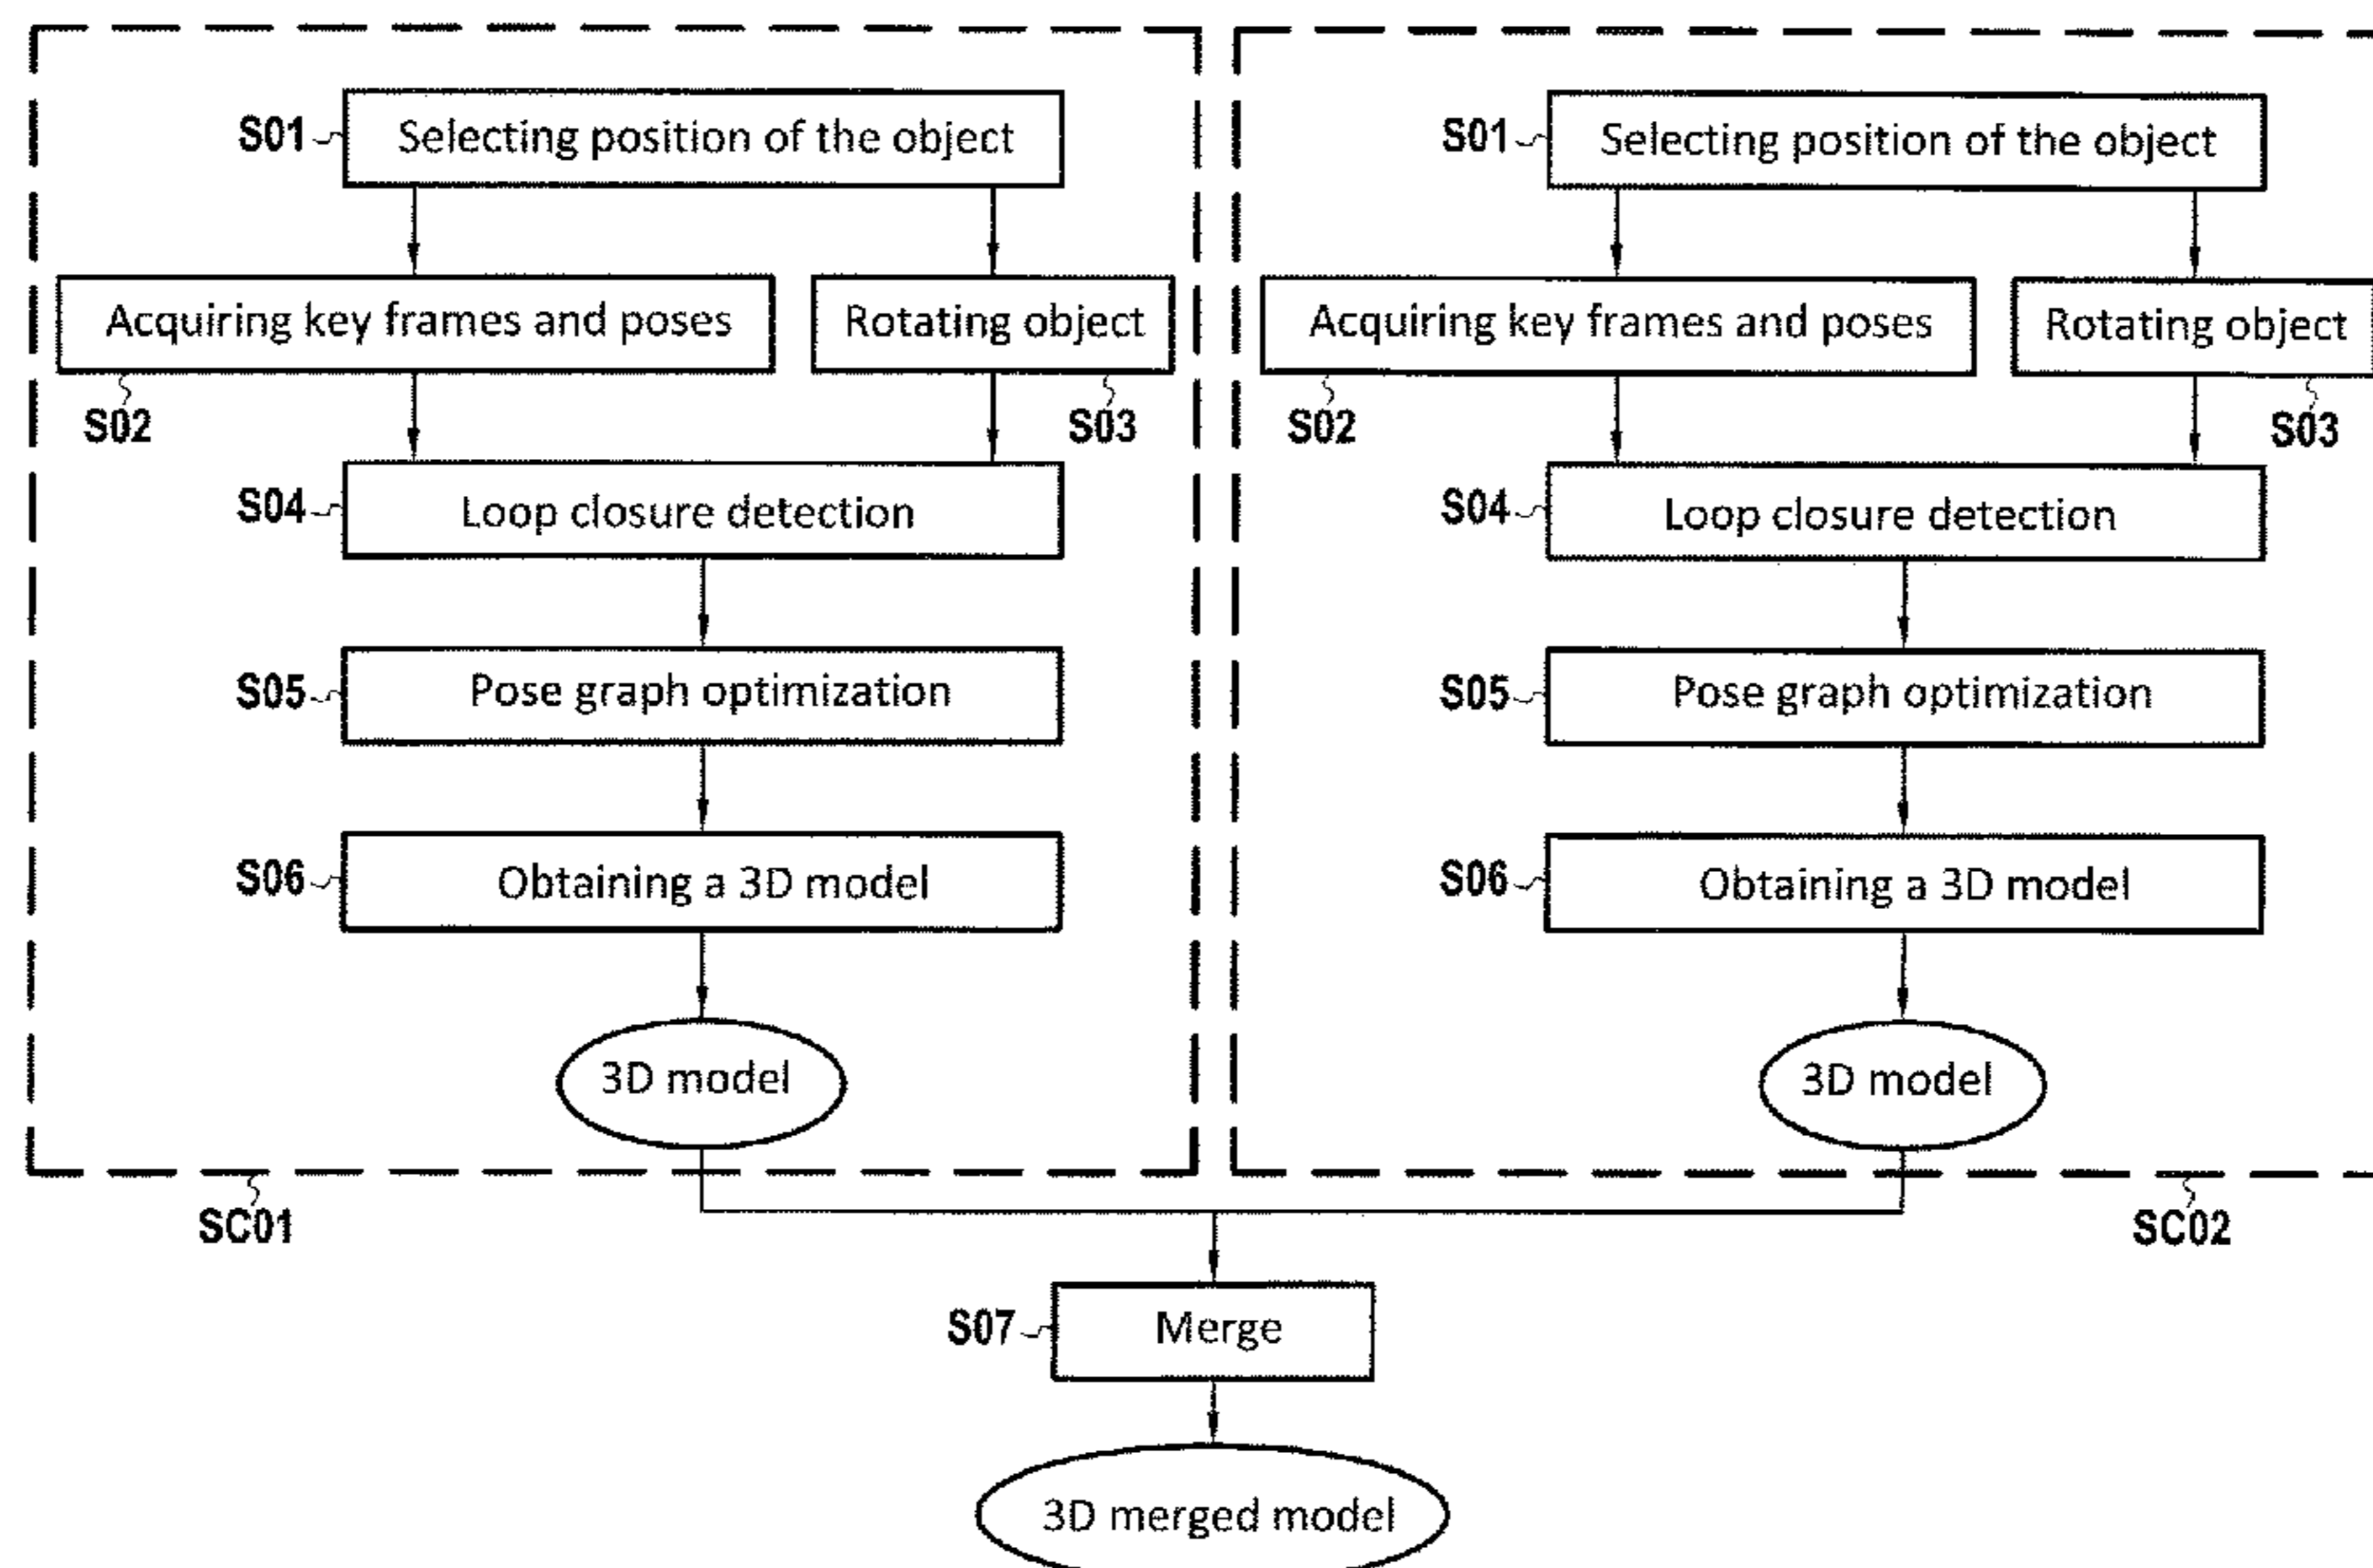 S01 Selecting position of the object
Acquiring key frames and poses
Rotating object
S02
S03
S04 Loop closure detection
S05 Pose graph optimization
S06 Obtaining a 3D model
3D model
SC01
S01 Selecting position of the object
Acquiring key frames and poses
Rotating object
S02
S03
S04 Loop closure detection
S05 Pose graph optimization
S06 Obtaining a 3D model
3D model
SC02
S07 Merge
3D merged model